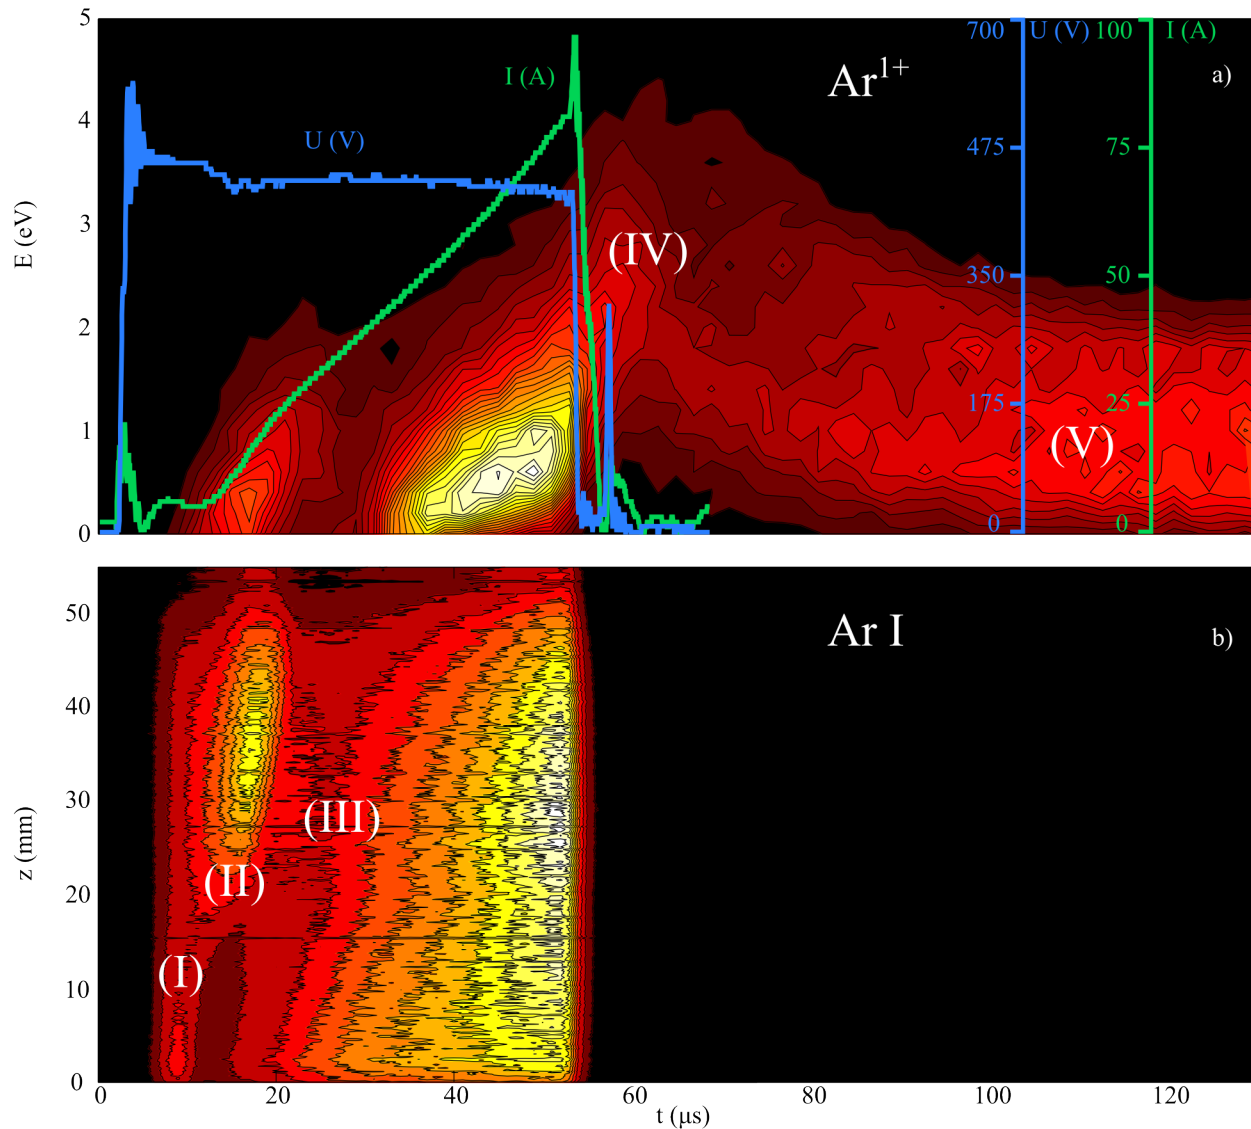 5
4
3
2
1
0
E (eV)
U (V)
I (A)
Ar¹⁺
a)
700 U (V) 100 I (A)
475 75
350 50
175 25
0 0
(IV)
(V)
50
40
30
20
10
0
z (mm)
Ar I
b)
(III)
(II)
(I)
0 20 40 60 80 100 120
t (μs)